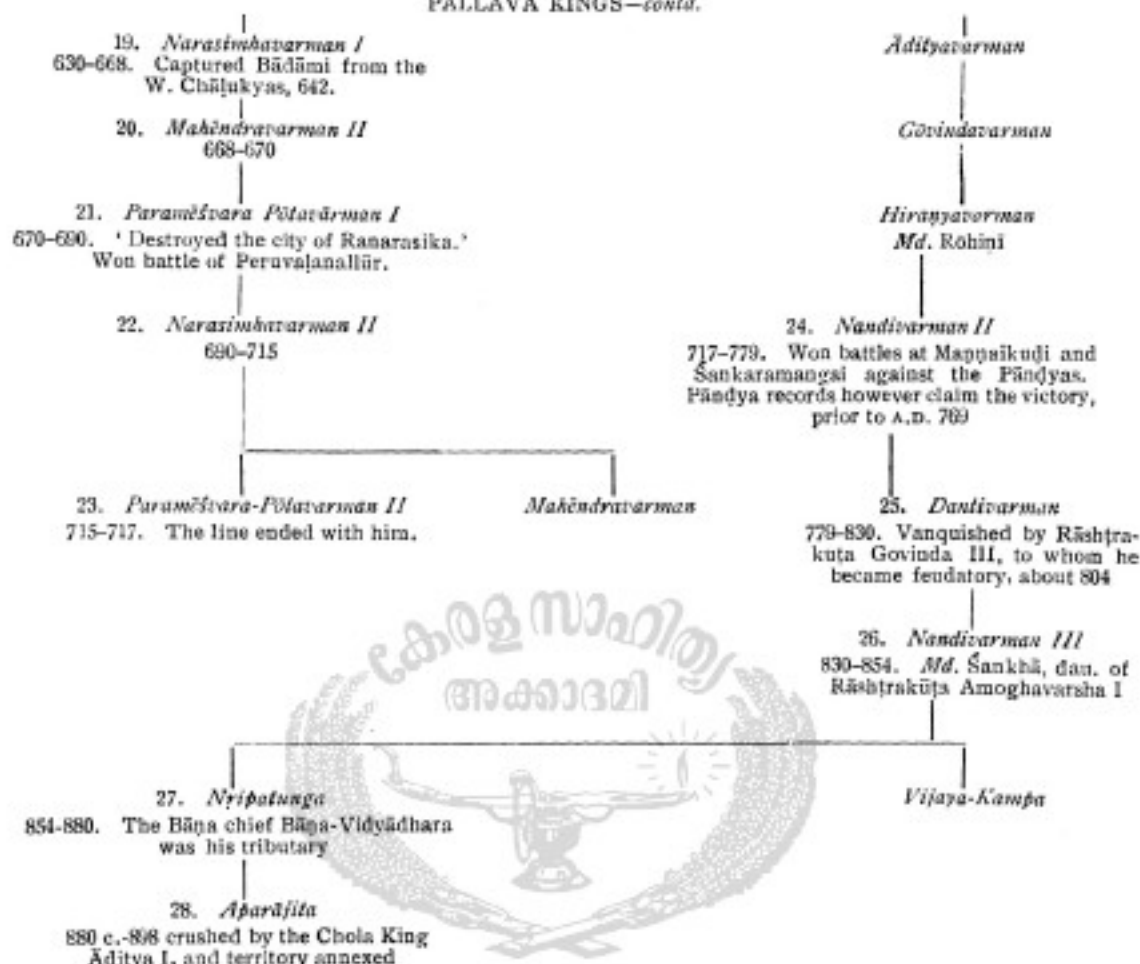 PALLAVA KINGS—contd.
19. Narasimhavarman I
630-668. Captured Bādāmi from the
W. Chāḷukyas, 642.
20. Mahēndravarman II
668-670
21. Paramēśvara Pōtavārman I
670-690. ‘ Destroyed the city of Ranarasika.’
Won battle of Peruvaḷanallūr.
22. Narasimhavarman II
690-715
23. Paramēśvara-Pōtavarman II
715-717. The line ended with him.
Mahēndravarman
Ādityavarman
Gōvindavarman
Hiraṇyavarman
Md. Rōhiṇī
24. Nandivarman II
717-779. Won battles at Maṇṇaikuḍi and
Śankaramangai against the Pāṇḍyas.
Pāṇḍya records however claim the victory,
prior to A.D. 769
25. Dantivarman
779-830. Vanquished by Rāshṭra-
kuṭa Govinda III, to whom he
became feudatory, about 804
26. Nandivarman III
830-854. Md. Śankhā, dau. of
Rāshṭrakūṭa Amoghavarsha I
27. Nṛipatunga
854-880. The Bāṇa chief Bāṇa-Vidyādhara
was his tributary
Vijaya-Kampa
28. Aparājita
880 c.-898 crushed by the Chola King
Āditya I, and territory annexed
കേരള സാഹിത്യ
അക്കാദമി